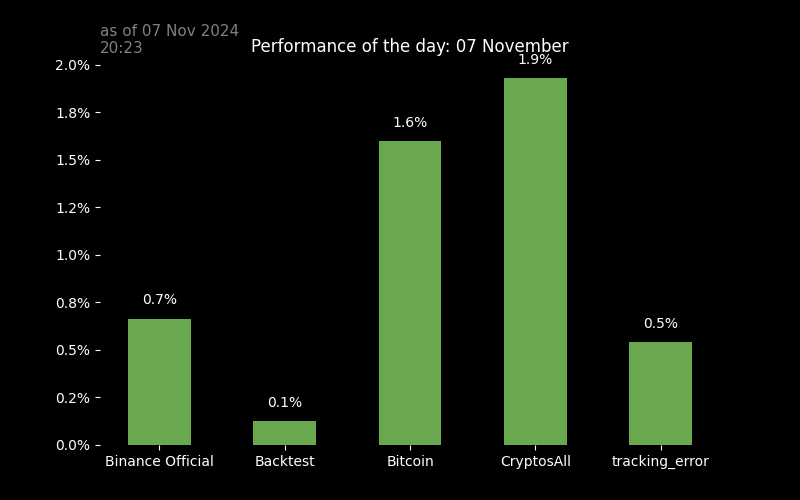 as of 07 Nov 2024
20:23
Performance of the day: 07 November
2.0%
1.8%
1.5%
1.2%
1.0%
0.8%
0.5%
0.2%
0.0%
0.7%
0.1%
1.6%
1.9%
0.5%
Binance Official
Backtest
Bitcoin
CryptosAll
tracking_error